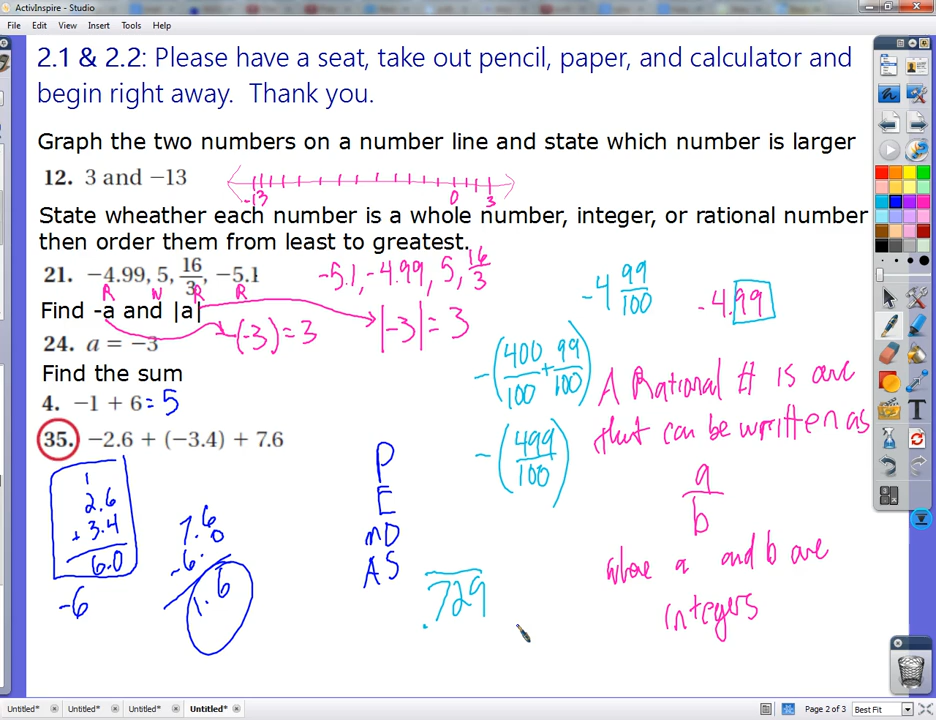 ActivInspire - Studio
File Edit View Insert Tools Help
2.1 & 2.2: Please have a seat, take out pencil, paper, and calculator and
begin right away. Thank you.
Graph the two numbers on a number line and state which number is larger
12. 3 and −13
-13 0 3
State wheather each number is a whole number, integer, or rational number
then order them from least to greatest.
21. −4.99, 5, 16/3, −5.1
R W R R
-5.1, -4.99, 5, 16/3
-4 99/100
-4.99
Find -a and |a|
-(-3) = 3
|-3| = 3
24. a = −3
Find the sum
4. −1 + 6 = 5
35. −2.6 + (−3.4) + 7.6
-(400/100 + 99/100)
-(499/100)
A Rational # is one
that can be written as
a/b
where a and b are
integers
P
E
MD
AS
1
2.6
+ 3.4
6.0
-6
7.6
-6.0
1.6
.729
Untitled* Untitled* Untitled* Untitled*
Page 2 of 3 Best Fit